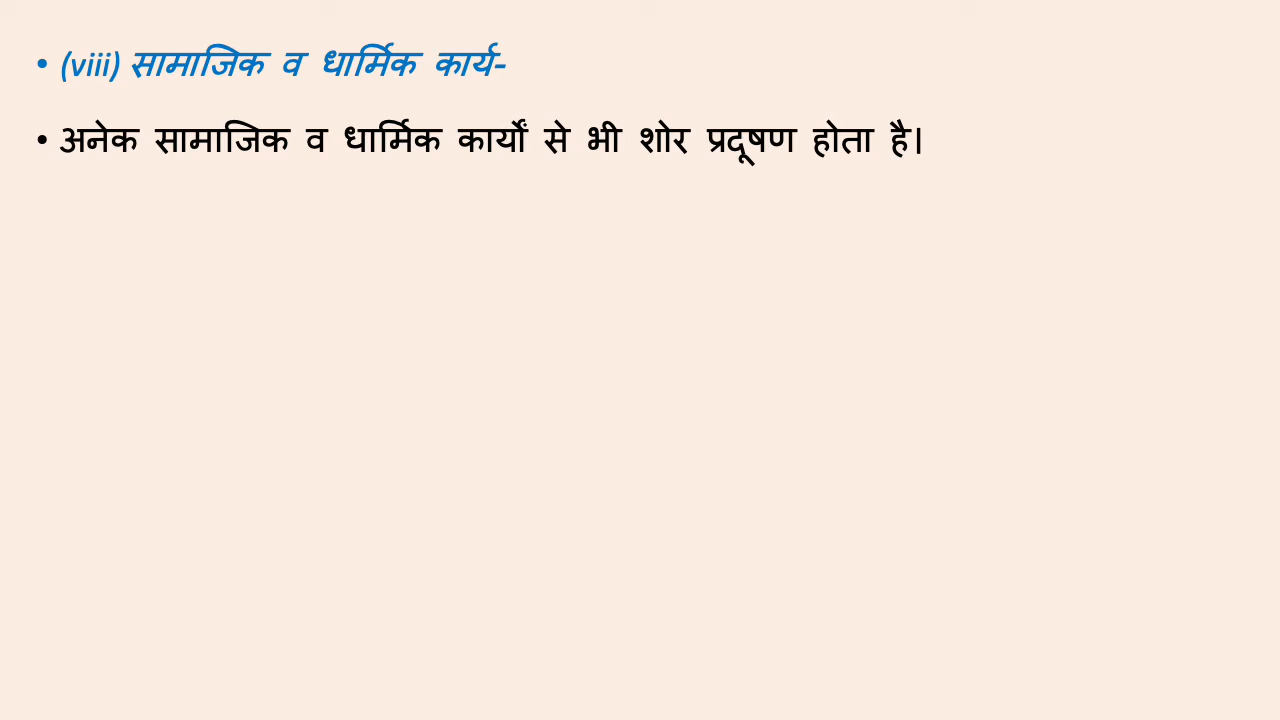 • (viii) सामाजिक व धार्मिक कार्य-
• अनेक सामाजिक व धार्मिक कार्यों से भी शोर प्रदूषण होता है।